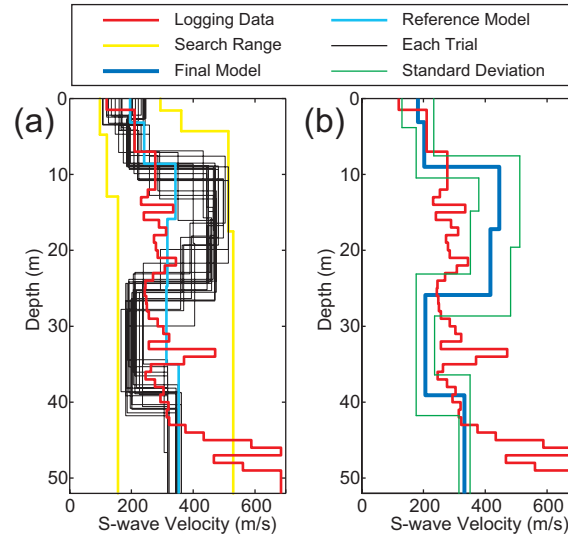 Logging Data
Reference Model
Search Range
Each Trial
Final Model
Standard Deviation
(a)
(b)
0
10
20
30
40
50
Depth (m)
0 200 400 600
S-wave Velocity (m/s)
0
10
20
30
40
50
Depth (m)
0 200 400 600
S-wave Velocity (m/s)